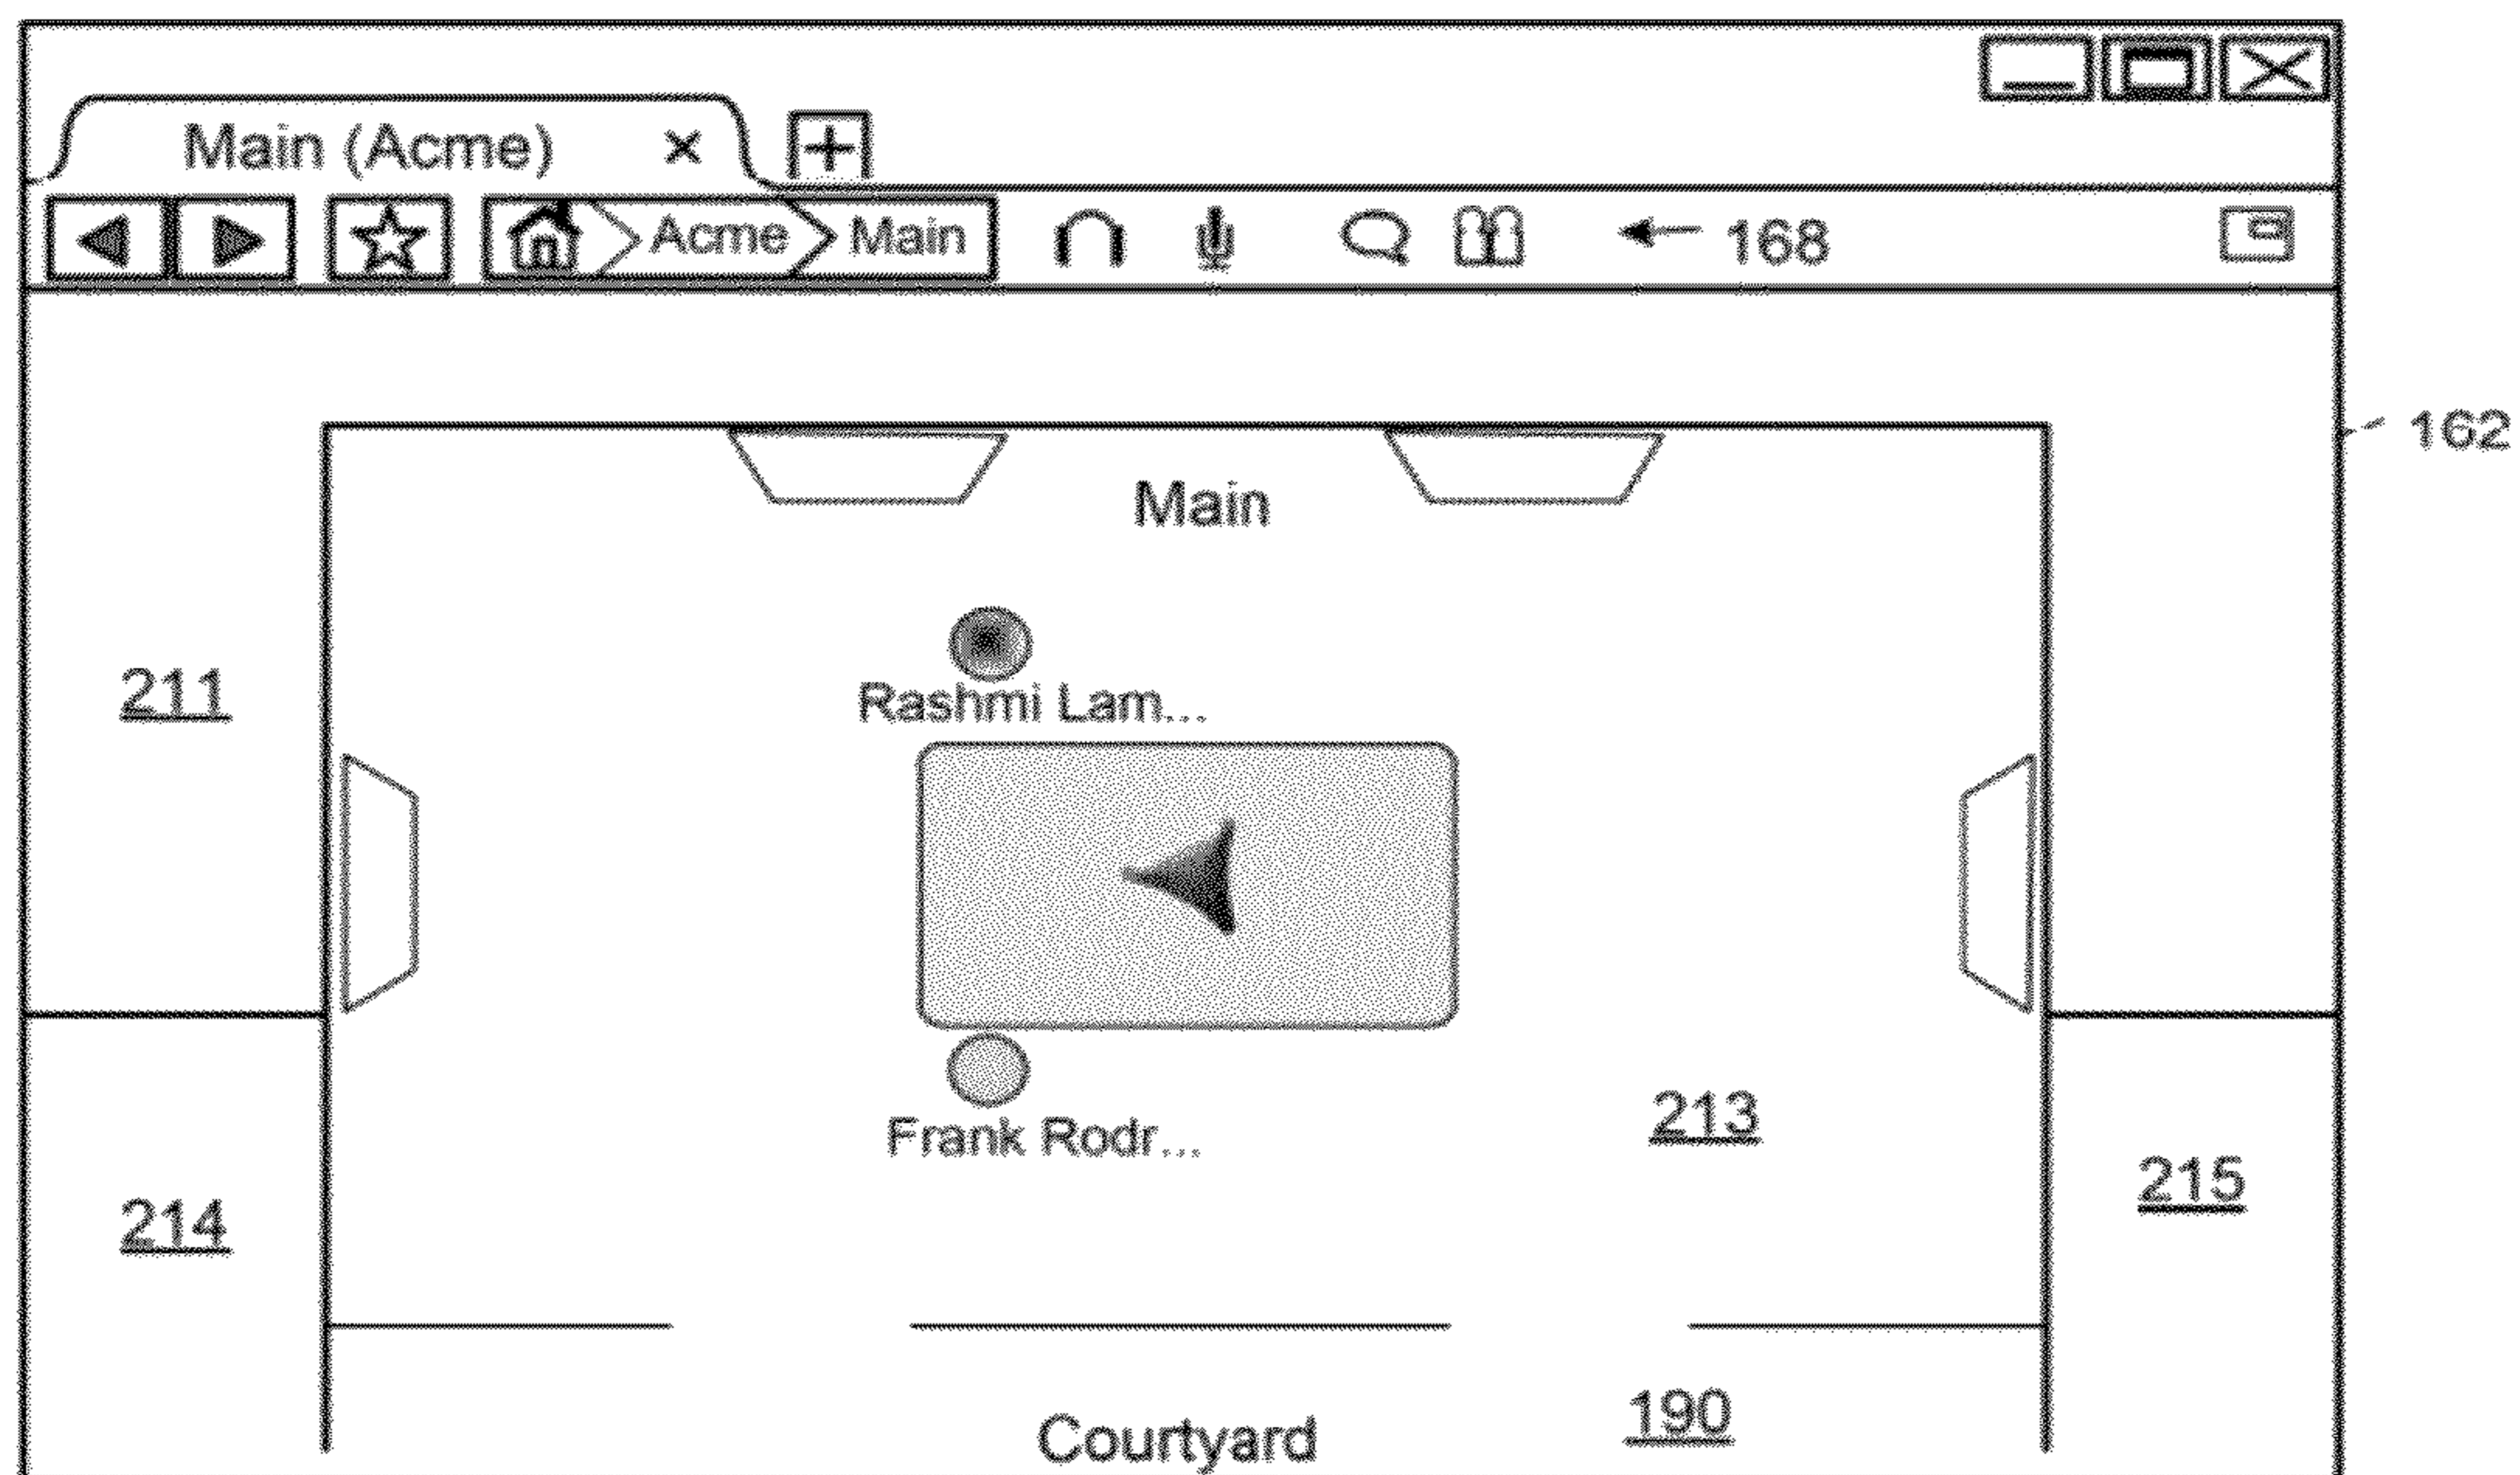 Main (Acme) ×
Acme Main 168
162
Main
Rashmi Lam...
211
Frank Rodr...
213
215
214
190
Courtyard